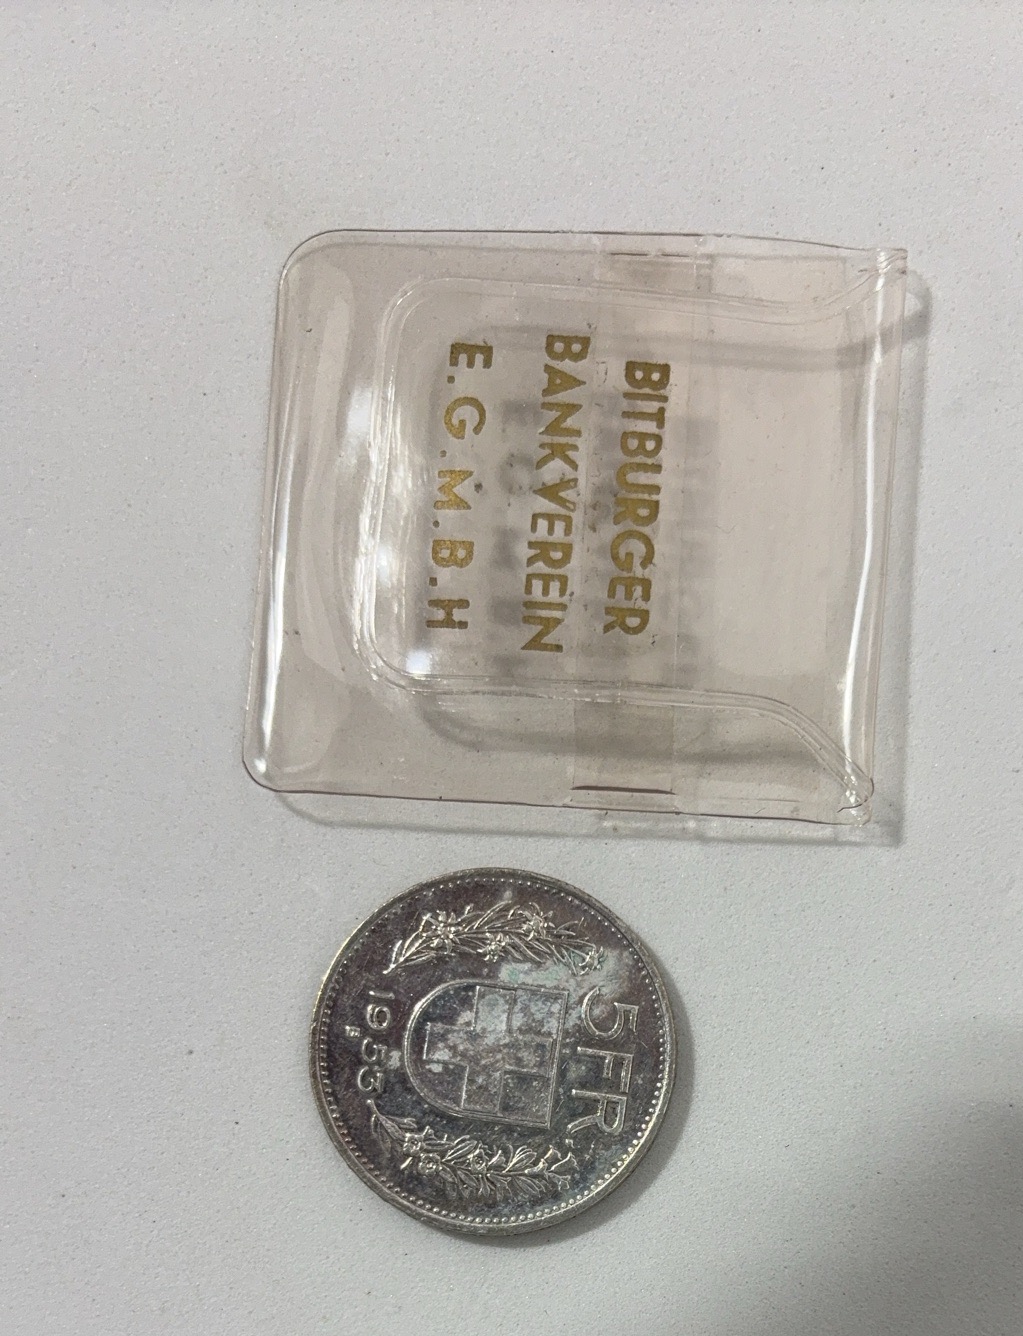 BITBURGER
BANKVEREIN
E.G.M.B.H
5 FR
B
1953